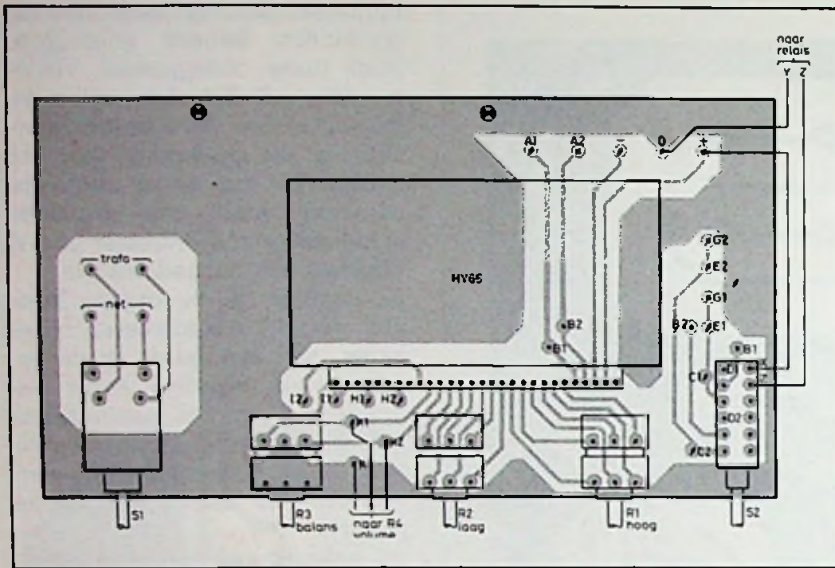 naar
relais
Y Z
A1 A2 - 0 +
trafo
net
HY65
G2
E2
G1
B2 E1
B2
B1
B1
C1
D1
D2
C2
I2 I1 H1 H2
K2
S1
R3
balans
naar R4
volume
R2
laag
R1
hoog
S2